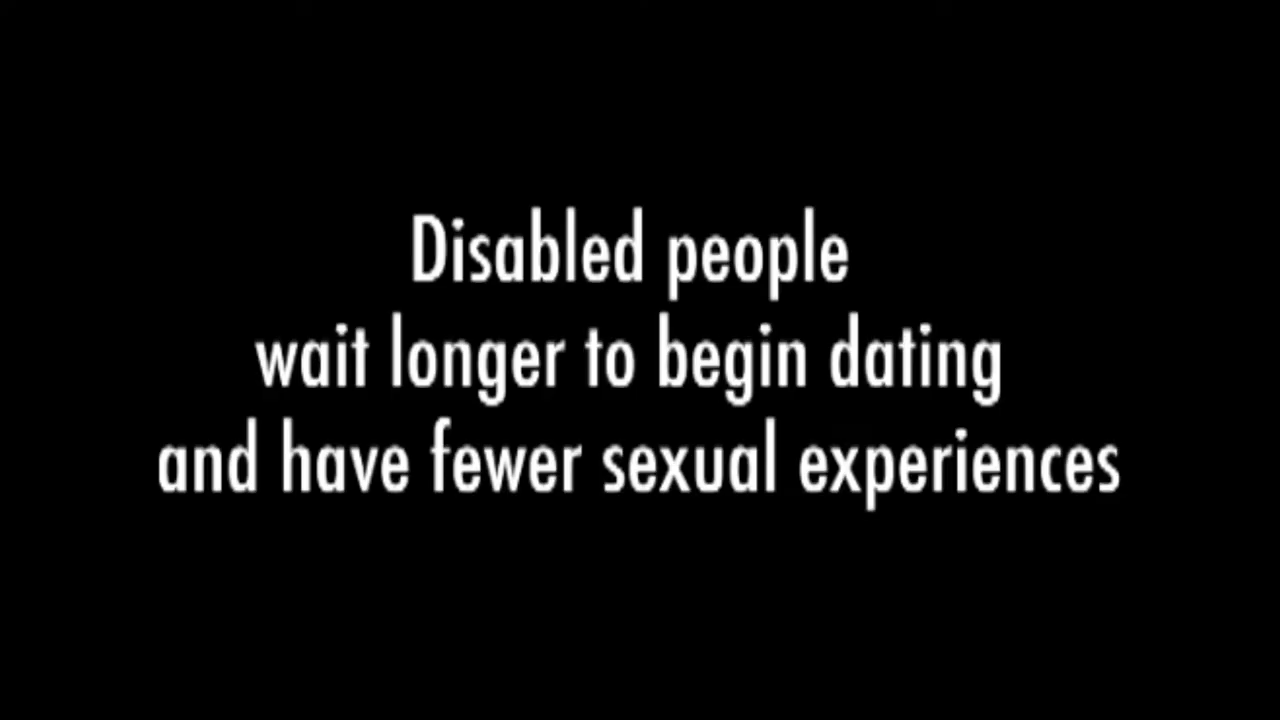 Disabled people
wait longer to begin dating
and have fewer sexual experiences